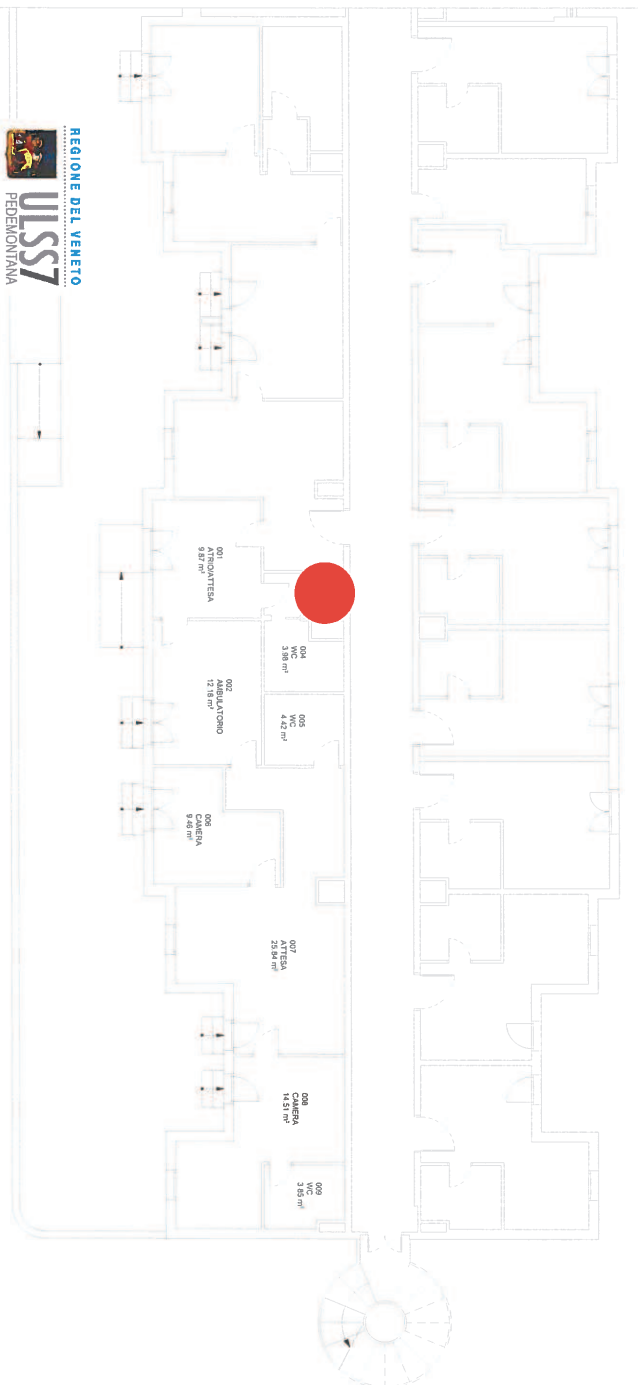 REGIONE DEL VENETO
ULSS7
PEDEMONTANA
001
ATRIO/ATTESA
9.87 m²
004
WC
3.98 m²
002
AMBULATORIO
12.18 m²
005
WC
4.42 m²
006
CAMERA
9.46 m²
007
ATTESA
25.84 m²
008
CAMERA
14.51 m²
009
WC
3.85 m²